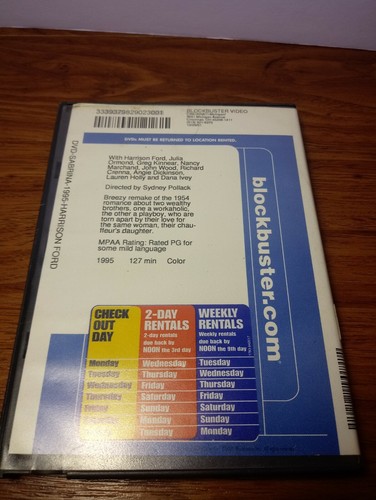 BLOCKBUSTER VIDEO
DVDs MUST BE RETURNED TO LOCATION RENTED.
DVD-SABRINA-1995-HARRISON FORD
With Harrison Ford, Julia
Ormond, Greg Kinnear, Nancy
Marchand, John Wood, Richard
Crenna, Angie Dickinson,
Lauren Holly and Dana Ivey
Directed by Sydney Pollack
Breezy remake of the 1954
romance about two wealthy
brothers, one a workaholic,
the other a playboy, who are
torn apart by their love for
the same woman, their chau-
ffeur's daughter.
MPAA Rating: Rated PG for
some mild language
1995 127 min Color
blockbuster.com
CHECK OUT DAY
2-DAY RENTALS
2-day rentals
due back by
NOON the 3rd day
WEEKLY RENTALS
Weekly rentals
due back by
NOON the 8th day
Monday Wednesday Tuesday
Tuesday Thursday Wednesday
Wednesday Friday Thursday
Thursday Saturday Friday
Friday Sunday Saturday
Saturday Monday Sunday
Sunday Tuesday Monday